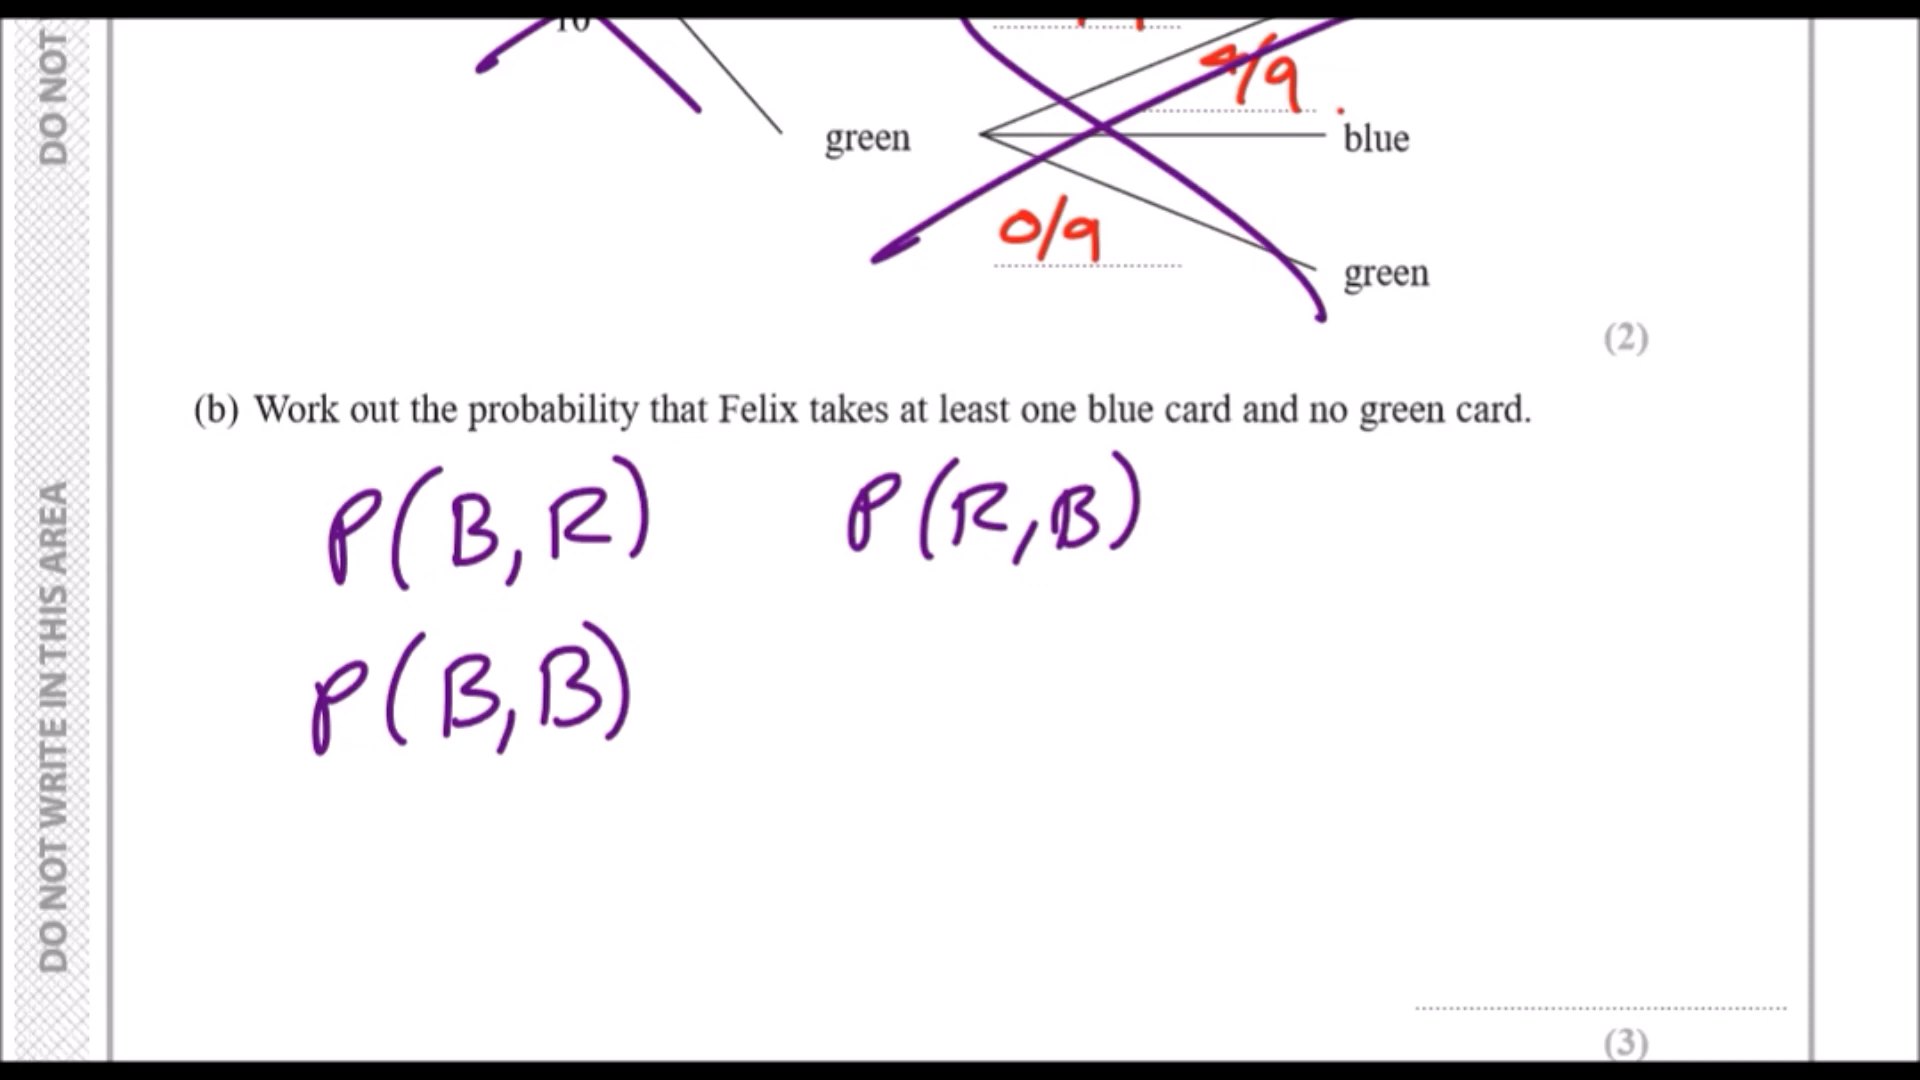 DO NOT
10
4/9
green
blue
0/9
green
(2)
(b) Work out the probability that Felix takes at least one blue card and no green card.
P(B,R) P(R,B)
P(B,B)
DO NOT WRITE IN THIS AREA
(3)